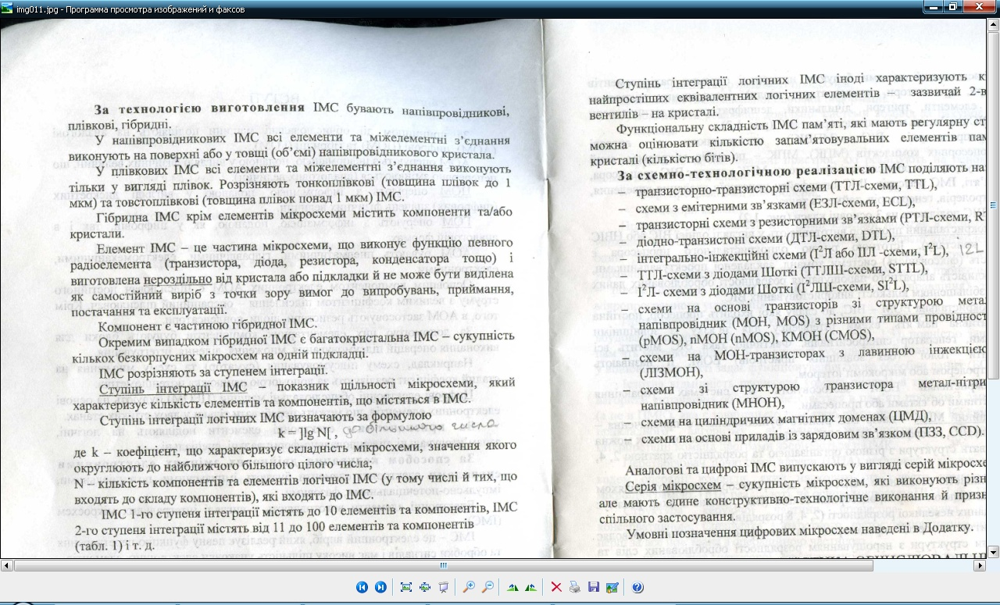 img011.jpg - Программа просмотра изображений и факсов
За технологією виготовлення ІМС бувають напівпровідникові,
плівкові, гібридні.
У напівпровідникових ІМС всі елементи та міжелементні з’єднання
виконують на поверхні або у товщі (об’ємі) напівпровідникового кристала.
У плівкових ІМС всі елементи та міжелементні з’єднання виконують
тільки у вигляді плівок. Розрізняють тонкоплівкові (товщина плівок до 1
мкм) та товстоплівкові (товщина плівок понад 1 мкм) ІМС.
Гібридна ІМС крім елементів мікросхеми містить компоненти та/або
кристали.
Елемент ІМС – це частина мікросхеми, що виконує функцію певного
радіоелемента (транзистора, діода, резистора, конденсатора тощо) і
виготовлена нероздільно від кристала або підкладки й не може бути виділена
як самостійний виріб з точки зору вимог до випробувань, приймання,
постачання та експлуатації.
Компонент є частиною гібридної ІМС.
Окремим випадком гібридної ІМС є багатокристальна ІМС – сукупність
кількох безкорпусних мікросхем на одній підкладці.
ІМС розрізняють за ступенем інтеграції.
Ступінь інтеграції ІМС – показник щільності мікросхеми, який
характеризує кількість елементів та компонентів, що містяться в ІМС.
Ступінь інтеграції логічних ІМС визначають за формулою
k = ]lg N[ , до більшого числа
де k – коефіцієнт, що характеризує складність мікросхеми, значення якого
округлюють до найближчого більшого цілого числа;
N – кількість компонентів та елементів логічної ІМС (у тому числі й тих, що
входять до складу компонентів), які входять до ІМС.
ІМС 1-го ступеня інтеграції містять до 10 елементів та компонентів, ІМС
2-го ступеня інтеграції містять від 11 до 100 елементів та компонентів
(табл. 1) і т. д.
Ступінь інтеграції логічних ІМС іноді характеризують к
найпростіших еквівалентних логічних елементів – зазвичай 2-в
вентилів – на кристалі.
Функціональну складність ІМС пам’яті, які мають регулярну ст
можна оцінювати кількістю запам’ятовувальних елементів пам
кристалі (кількістю бітів).
За схемно-технологічною реалізацією ІМС поділяють на
– транзисторно-транзисторні схеми (ТТЛ-схеми, TTL),
– схеми з емітерними зв’язками (ЕЗЛ-схеми, ECL),
– транзисторні схеми з резисторними зв’язками (РТЛ-схеми, R
– діодно-транзисторні схеми (ДТЛ-схеми, DTL),
– інтегрально-інжекційні схеми (І²Л або ІІЛ -схеми, I²L), I2L
– ТТЛ-схеми з діодами Шоткі (ТТЛШ-схеми, STTL),
– І²Л- схеми з діодами Шоткі (І²ЛШ-схеми, SI²L),
– схеми на основі транзисторів зі структурою мета
напівпровідник (МОН, MOS) з різними типами провіднос
(pMOS), nМОН (nMOS), КМОН (CMOS),
– схеми на МОН-транзисторах з лавинною інжекціє
(ЛІЗМОН),
– схеми зі структурою транзистора метал-нітри
напівпровідник (МНОН),
– схеми на циліндричних магнітних доменах (ЦМД),
– схеми на основі приладів із зарядовим зв’язком (ПЗЗ, CCD).
Аналогові та цифрові ІМС випускають у вигляді серій мікросхе
Серія мікросхем – сукупність мікросхем, які виконують різн
але мають єдине конструктивно-технологічне виконання й призн
спільного застосування.
Умовні позначення цифрових мікросхем наведені в Додатку.